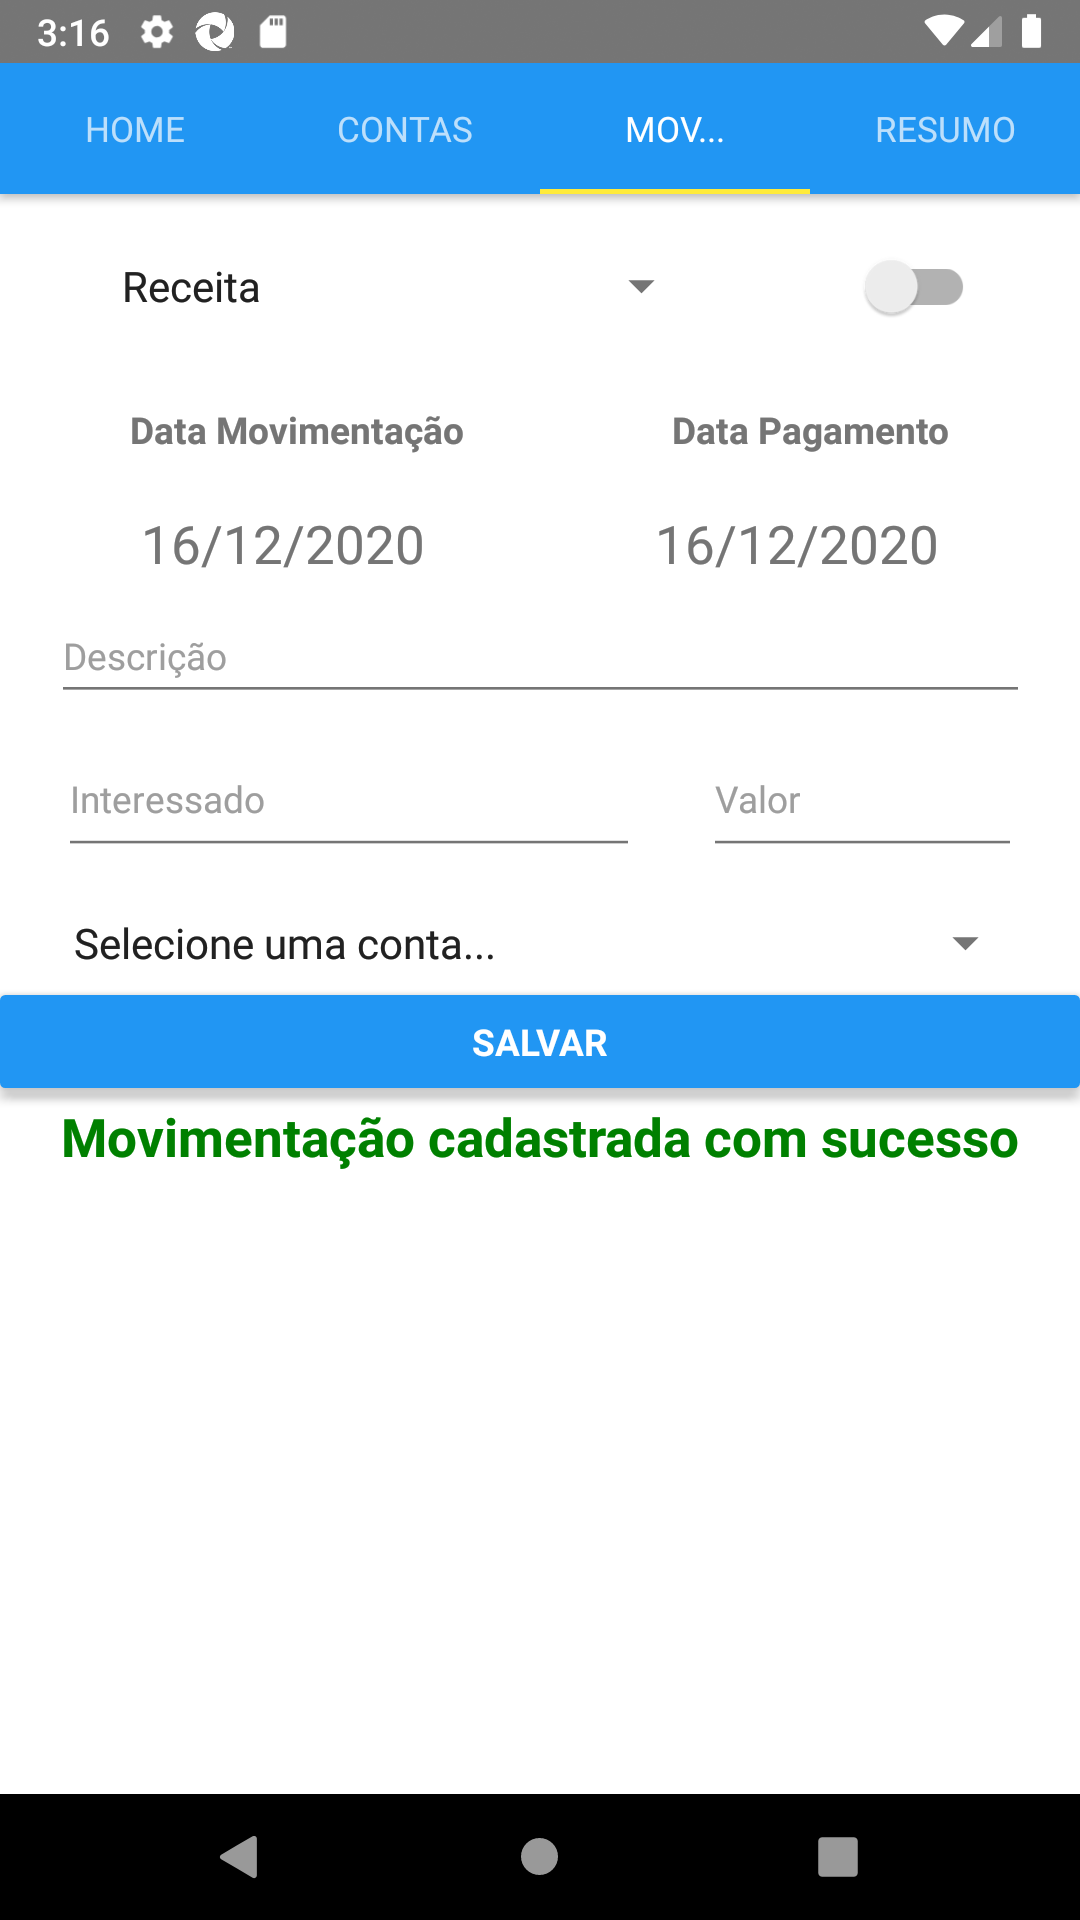 3:16
HOME CONTAS MOV... RESUMO
Receita
Data Movimentação Data Pagamento
16/12/2020 16/12/2020
Descrição
Interessado Valor
Selecione uma conta...
SALVAR
Movimentação cadastrada com sucesso